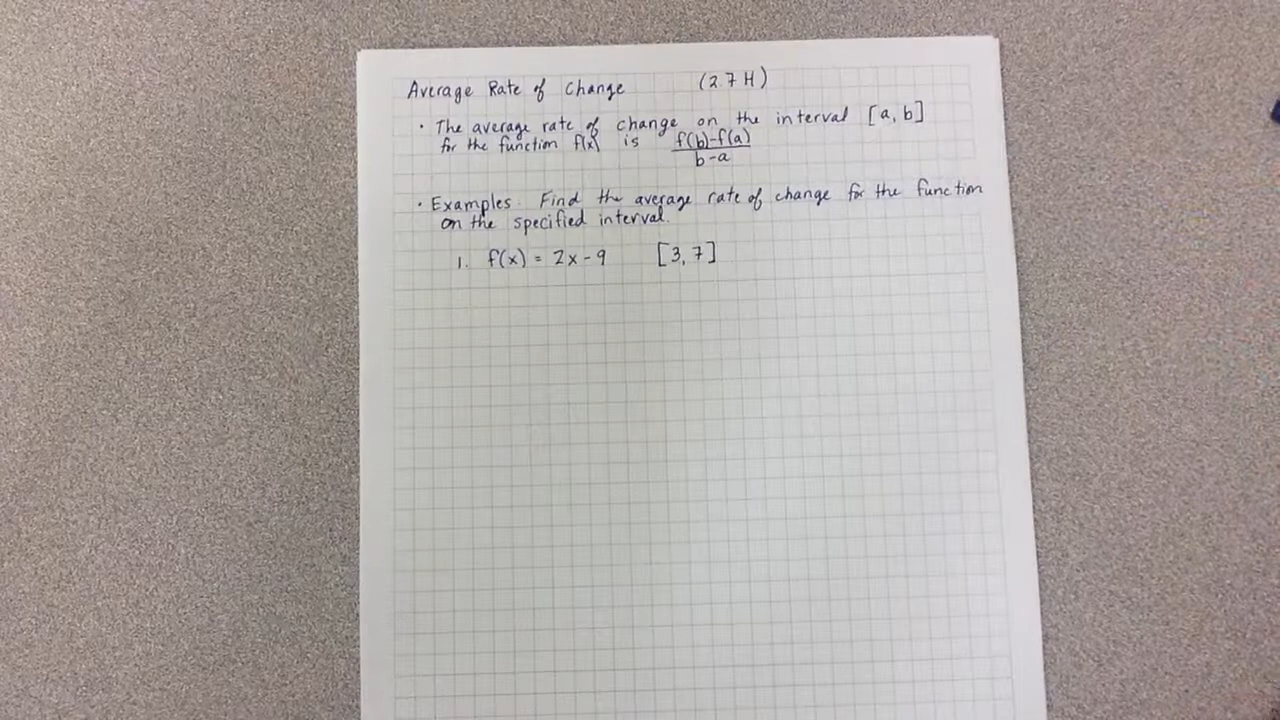 Average Rate of Change (2.7 H)
• The average rate of change on the interval [a, b]
for the function f(x) is f(b)-f(a)
b-a
• Examples. Find the average rate of change for the function
on the specified interval.
1. f(x) = 2x-9 [3, 7]